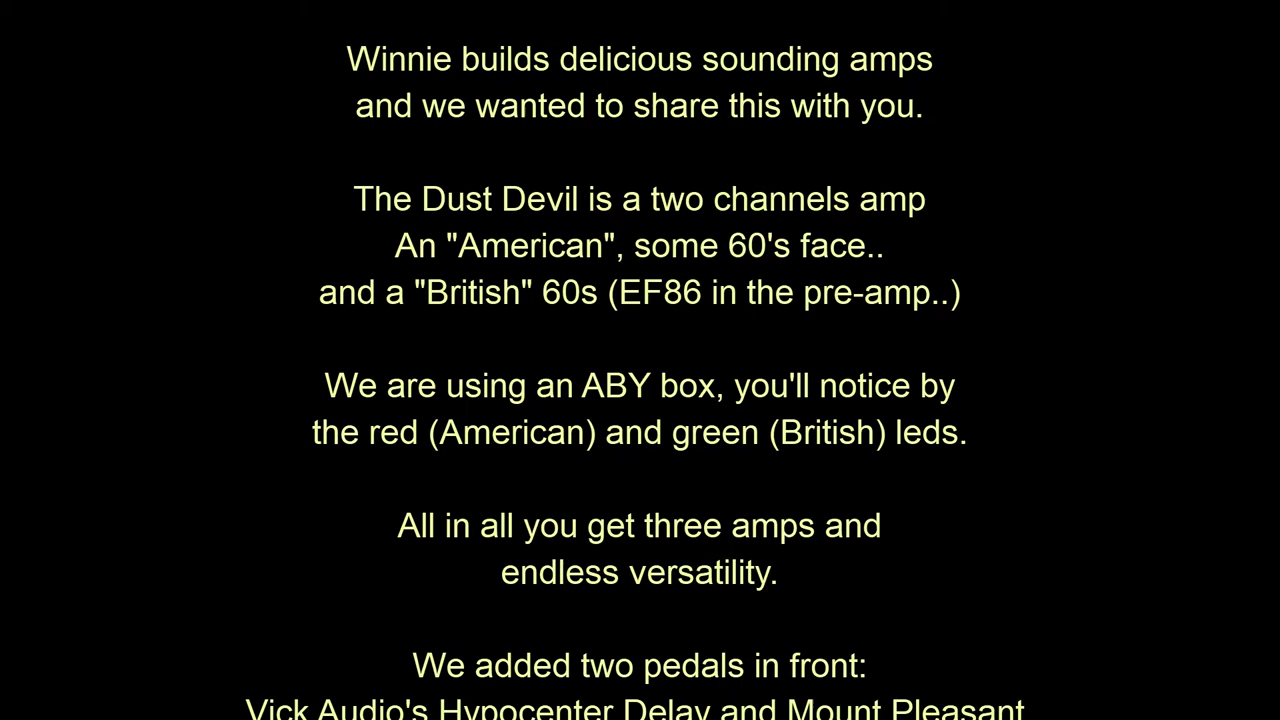 Winnie builds delicious sounding amps
and we wanted to share this with you.
The Dust Devil is a two channels amp
An "American", some 60's face..
and a "British" 60s (EF86 in the pre-amp..)
We are using an ABY box, you'll notice by
the red (American) and green (British) leds.
All in all you get three amps and
endless versatility.
We added two pedals in front:
Vick Audio's Hypocenter Delay and Mount Pleasant